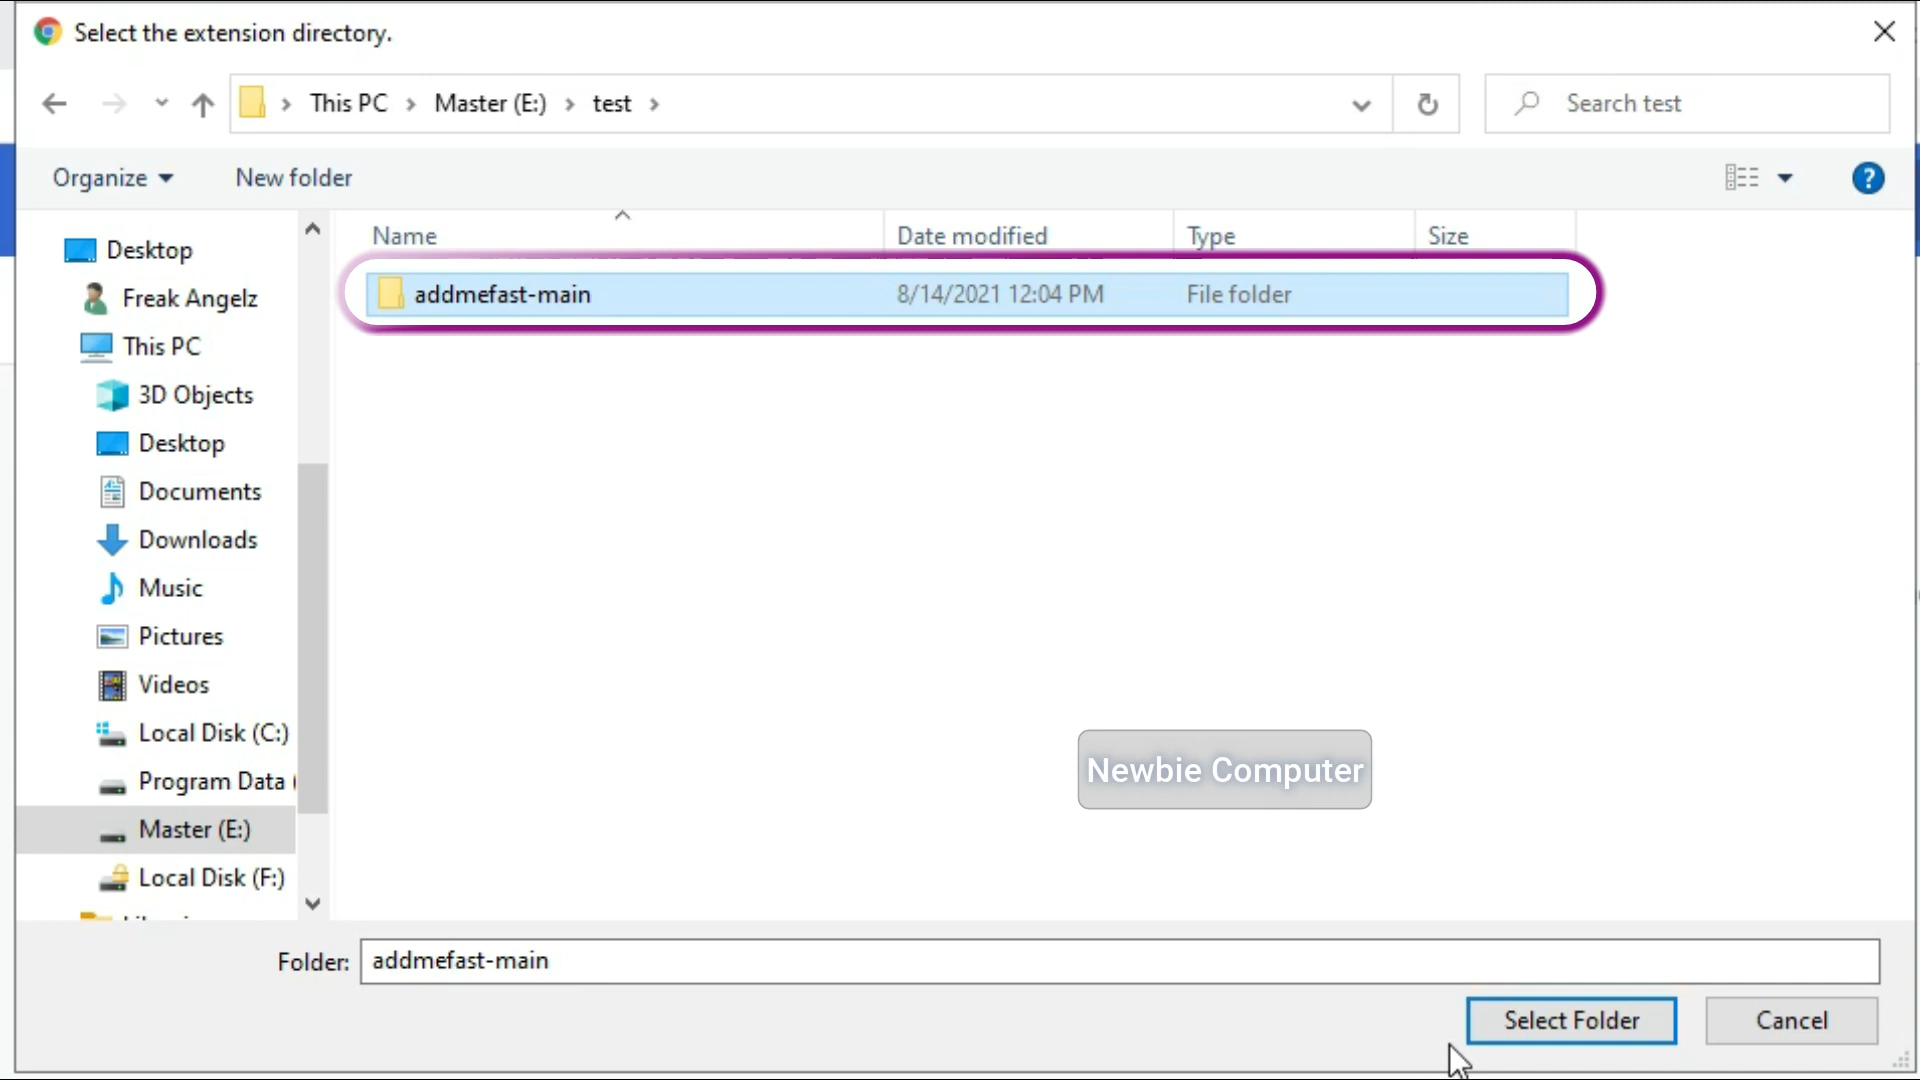 Select the extension directory.
This PC > Master (E:) > test >
Search test
Organize
New folder
?
Name
Date modified
Type
Size
addmefast-main
8/14/2021 12:04 PM
File folder
Desktop
Freak Angelz
This PC
3D Objects
Desktop
Documents
Downloads
Music
Pictures
Videos
Local Disk (C:)
Program Data (
Master (E:)
Local Disk (F:)
Newbie Computer
Folder: addmefast-main
Select Folder
Cancel